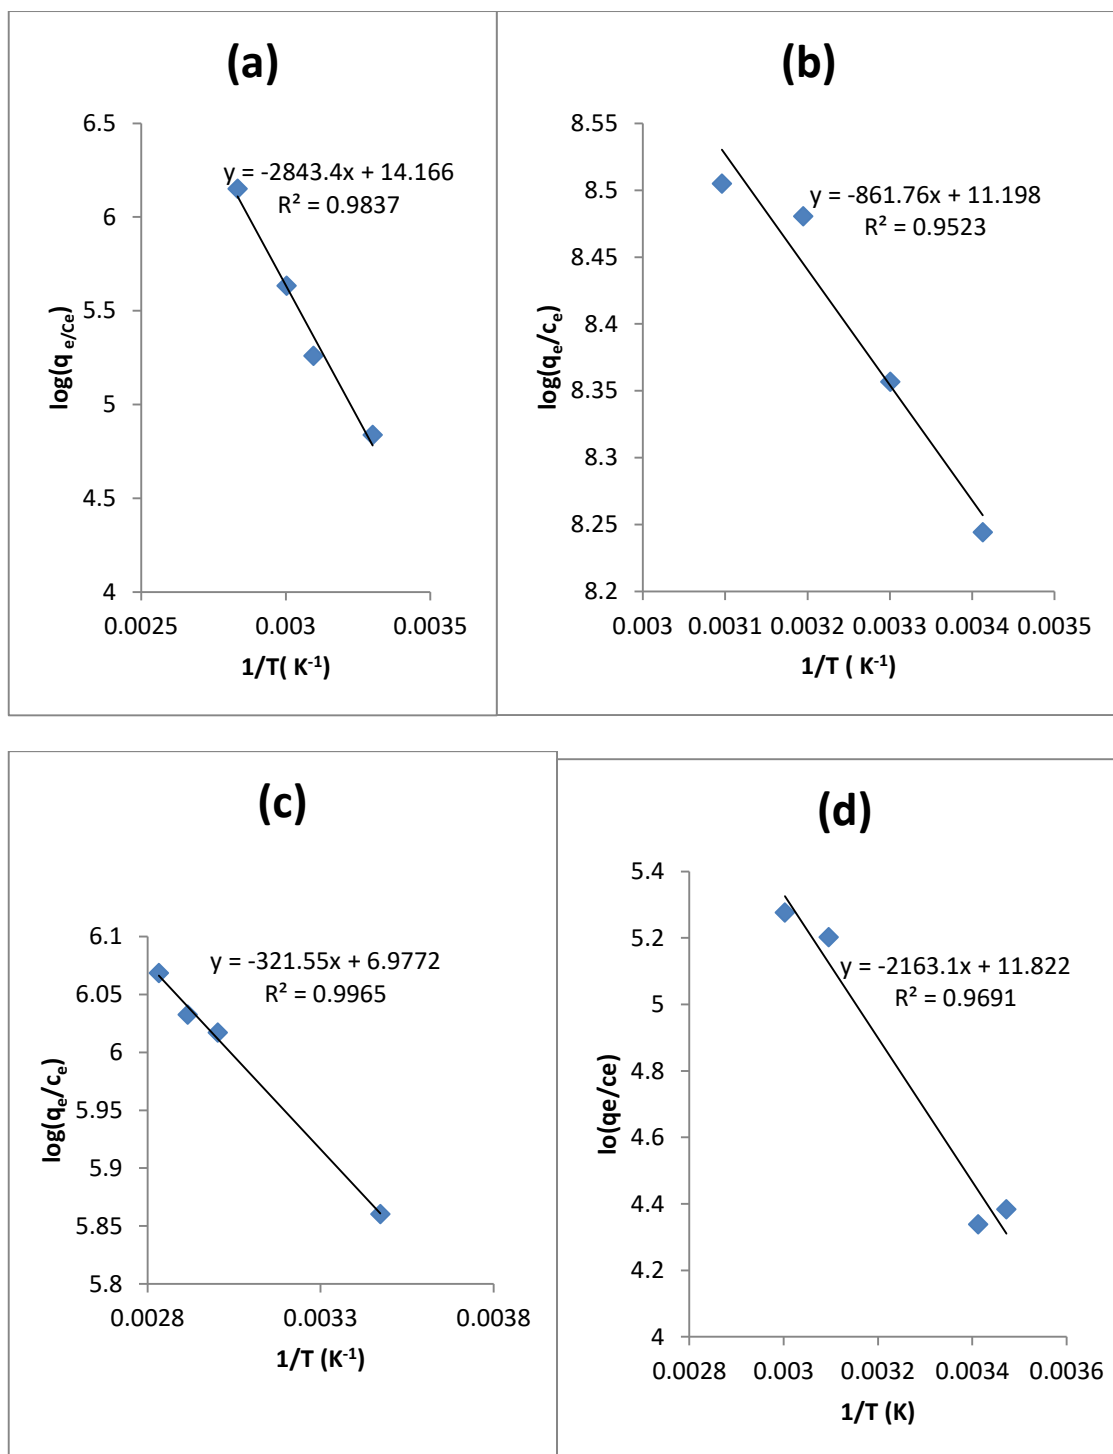 (a)
6.5
6
5.5
5
4.5
4
y = -2843.4x + 14.166
R² = 0.9837
log(q e/ce)
0.0025 0.003 0.0035
1/T( K-1)
(b)
8.55
8.5
8.45
8.4
8.35
8.3
8.25
8.2
y = -861.76x + 11.198
R² = 0.9523
log(qe/ce)
0.003 0.0031 0.0032 0.0033 0.0034 0.0035
1/T ( K-1)
(c)
6.1
6.05
6
5.95
5.9
5.85
5.8
y = -321.55x + 6.9772
R² = 0.9965
log(qe/ce)
0.0028 0.0033 0.0038
1/T (K-1)
(d)
5.4
5.2
5
4.8
4.6
4.4
4.2
4
y = -2163.1x + 11.822
R² = 0.9691
lo(qe/ce)
0.0028 0.003 0.0032 0.0034 0.0036
1/T (K)